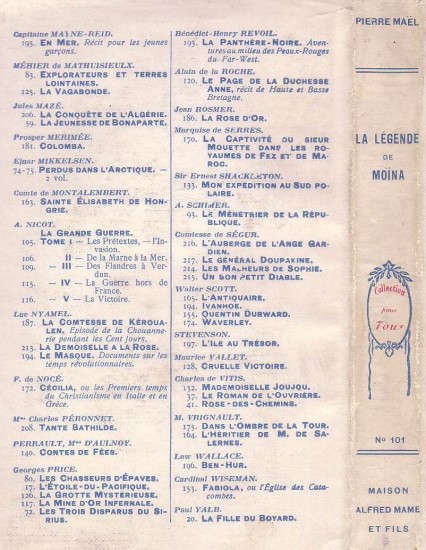 Capitaine MAYNE-REID.
195. EN MER. Récit pour les jeunes
garçons.
MÉHIER DE MATHUISIEULX.
83. EXPLORATEURS ET TERRES
LOINTAINES.
125. LA VAGABONDE.
Jules MAZÉ.
206. LA CONQUÊTE DE L'ALGÉRIE.
59. LA JEUNESSE DE BONAPARTE.
Prosper MERIMÉE.
181. COLOMBA.
Ejnar MIKKELSEN.
74-75. PERDUS DANS L'ARCTIQUE. —
2 vol.
Comte de MONTALEMBERT.
163. SAINTE ÉLISABETH DE HON-
GRIE.
A. NICOT.
LA GRANDE GUERRE.
105. TOME I — Les Prétextes, — l'In-
vasion.
106. — II — De la Marne à la Mer.
109. — III — Des Flandres à Ver-
dun.
115. — IV — La Guerre hors de
France.
116. — V — La Victoire.
Luc NYAMEL.
187. LA COMTESSE DE KÉROUA-
LEN, Épisode de la Chouanne-
rie pendant les Cent Jours.
213. LA DEMOISELLE A LA ROSE.
194. LE MASQUE. Documents sur les
temps révolutionnaires.
F. de NOCÉ.
172. CÉCILIA, ou les Premiers temps
du Christianisme en Italie et en
Grèce.
Mme Charles PÉRONNET.
208. TANTE BATHILDE.
PERRAULT, Mme D'AULNOY.
140. CONTES DE FÉES.
Georges PRICE.
80. LES CHASSEURS D'ÉPAVES.
17. L'ÉTOILE-DU-PACIFIQUE.
126. LA GROTTE MYSTÉRIEUSE.
117. LA MINE D'OR INFERNALE.
72. LES TROIS DISPARUS DU SI-
RIUS.
Bénédict-Henry REVOIL.
193. LA PANTHÈRE-NOIRE. Aven-
tures au milieu des Peaux-Rouges
du Far-West.
Alain de la ROCHE.
120. LE PAGE DE LA DUCHESSE
ANNE, récit de Haute et Basse
Bretagne.
Jean ROSMER.
186. LA ROSE D'OR.
Marquise de SERRES.
170. LA CAPTIVITÉ DU SIEUR
MOUETTE DANS LES RO-
YAUMES DE FEZ ET DE MA-
ROC.
Sir Ernest SHACKLETON.
133. MON EXPÉDITION AU SUD PO-
LAIRE.
A. SCHIMER.
93. LE MÉNÉTRIER DE LA RÉPU-
BLIQUE.
Comtesse de SÉGUR.
216. L'AUBERGE DE L'ANGE GAR-
DIEN.
217. LE GÉNÉRAL DOURAKINE.
214. LES MALHEURS DE SOPHIE.
215. UN BON PETIT DIABLE.
Walter SCOTT.
165. L'ANTIQUAIRE.
194. IVANHOE.
155. QUENTIN DURWARD.
174. WAVERLEY.
STEVENSON.
197. L'ILE AU TRÉSOR.
Maurice VALLET.
128. CRUELLE VICTOIRE.
Charles de VITIS.
132. MADEMOISELLE JOUJOU.
37. LE ROMAN DE L'OUVRIÈRE.
41. ROSE-DES-CHEMINS.
M. VRIGNAULT.
175. DANS L'OMBRE DE LA TOUR.
164. L'HÉRITIER DE M. DE SA-
LERNES.
Lew WALLACE.
196. BEN-HUR.
Cardinal WISEMAN.
153. FABIOLA, ou l'Église des Cata-
combes.
Paul YALB.
20. LA FILLE DU BOYARD.
PIERRE MAËL
LA LÉGENDE
DE
MOÏNA
Collection
pour
Tous
No 101
MAISON
ALFRED MAME
ET FILS